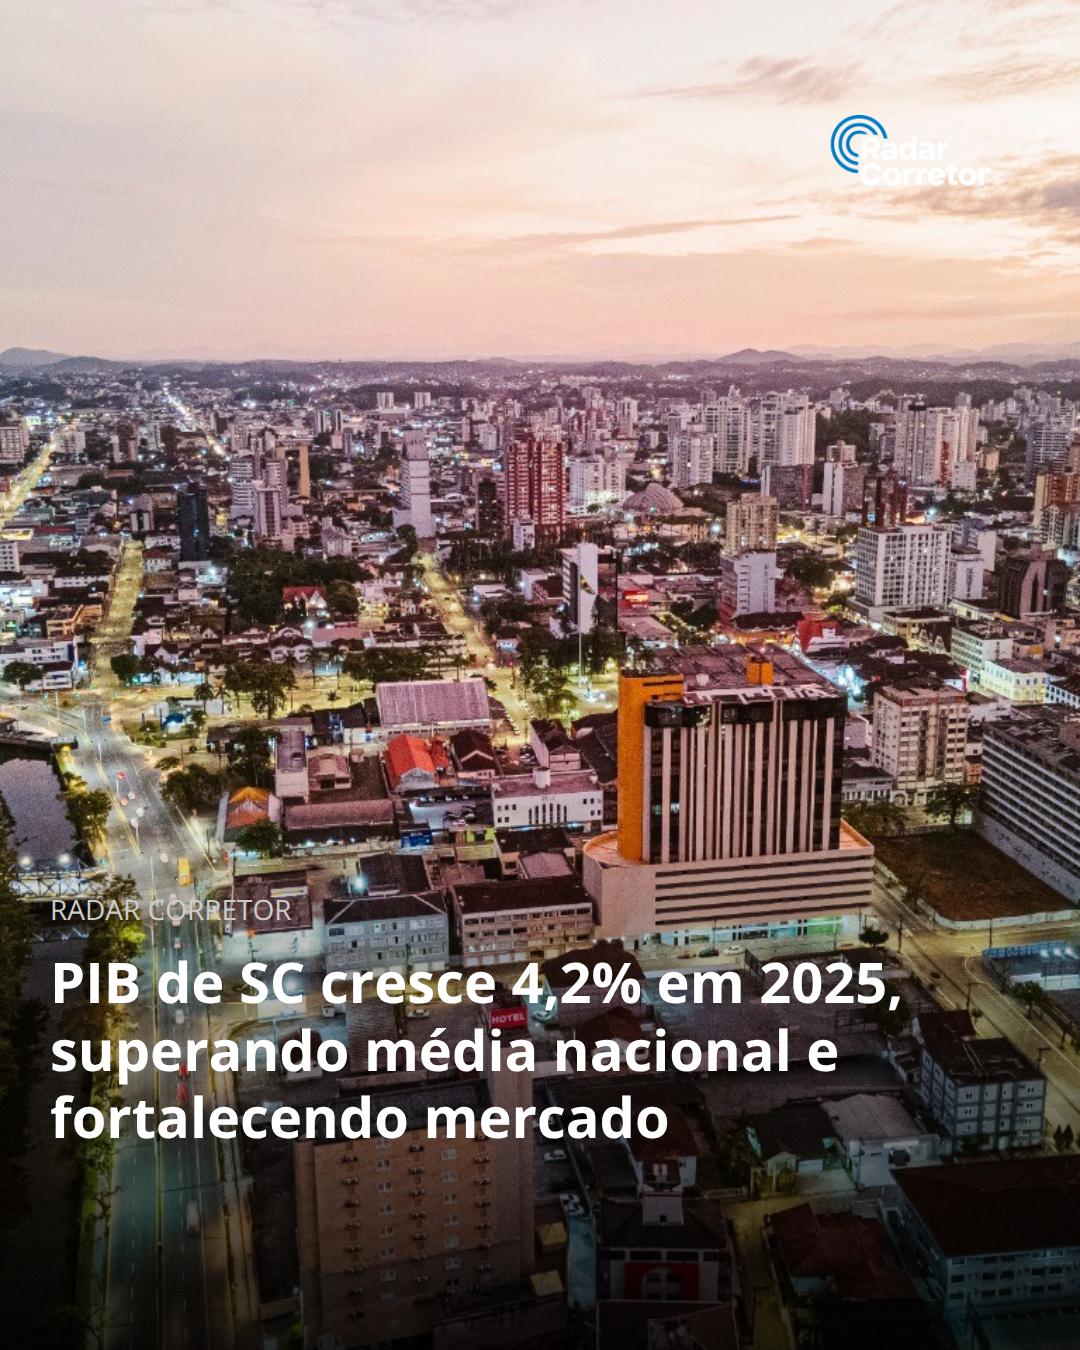 Radar
Corretor
HOTEL
RADAR CORRETOR
PIB de SC cresce 4,2% em 2025,
superando média nacional e
fortalecendo mercado